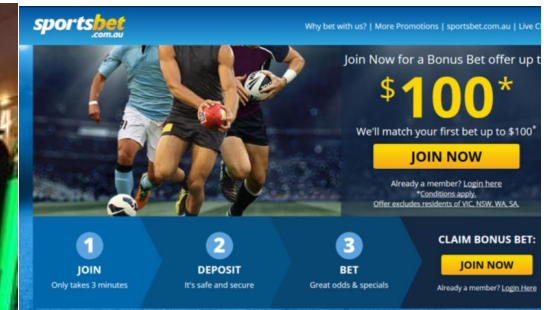 sportsbet
.com.au
Why bet with us? | More Promotions | sportsbet.com.au | Live
Join Now for a Bonus Bet offer up
$100*
We'll match your first bet up to $100*
JOIN NOW
Already a member? Login here
*Conditions apply.
Offer excludes residents of VIC, NSW, WA, SA.
1
JOIN
Only takes 3 minutes
2
DEPOSIT
It's safe and secure
3
BET
Great odds & specials
CLAIM BONUS BET:
JOIN NOW
Already a member? Login Here